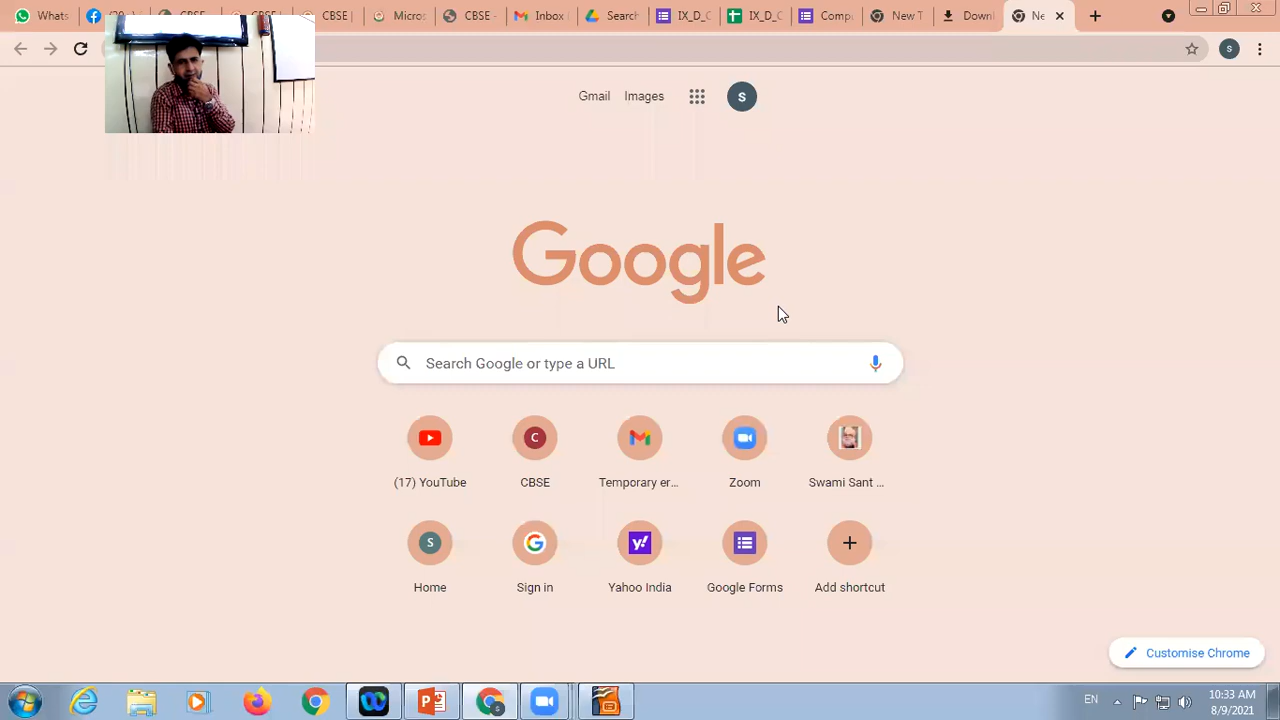 Whats
CBSE |
Micros
CBSE -
Inbox (
Search
IX_D_C
IX_D_C
Comp
New T
Downl
Ne
S
Gmail
Images
S
Google
Search Google or type a URL
C
(17) YouTube
CBSE
Temporary er...
Zoom
Swami Sant ...
S
y!
Home
Sign in
Yahoo India
Google Forms
Add shortcut
Customise Chrome
EN
10:33 AM
8/9/2021